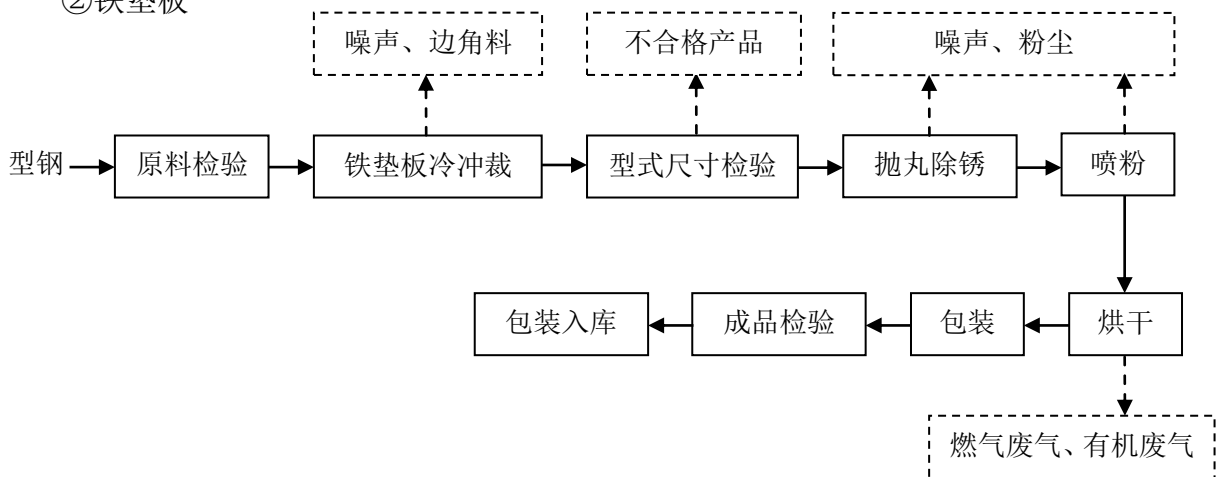 ②铁垫板
噪声、边角料
不合格产品
噪声、粉尘
型钢
原料检验
铁垫板冷冲裁
型式尺寸检验
抛丸除锈
喷粉
包装入库
成品检验
包装
烘干
燃气废气、有机废气